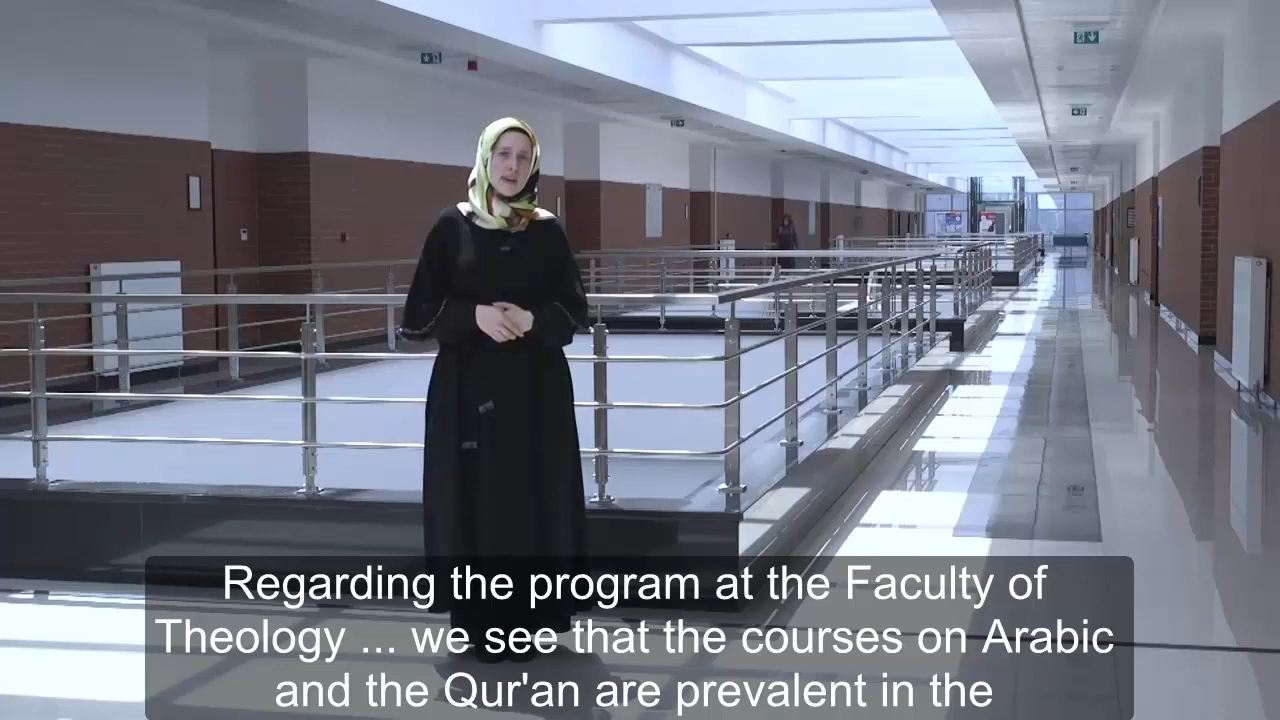 Regarding the program at the Faculty of
Theology ... we see that the courses on Arabic
and the Qur'an are prevalent in the